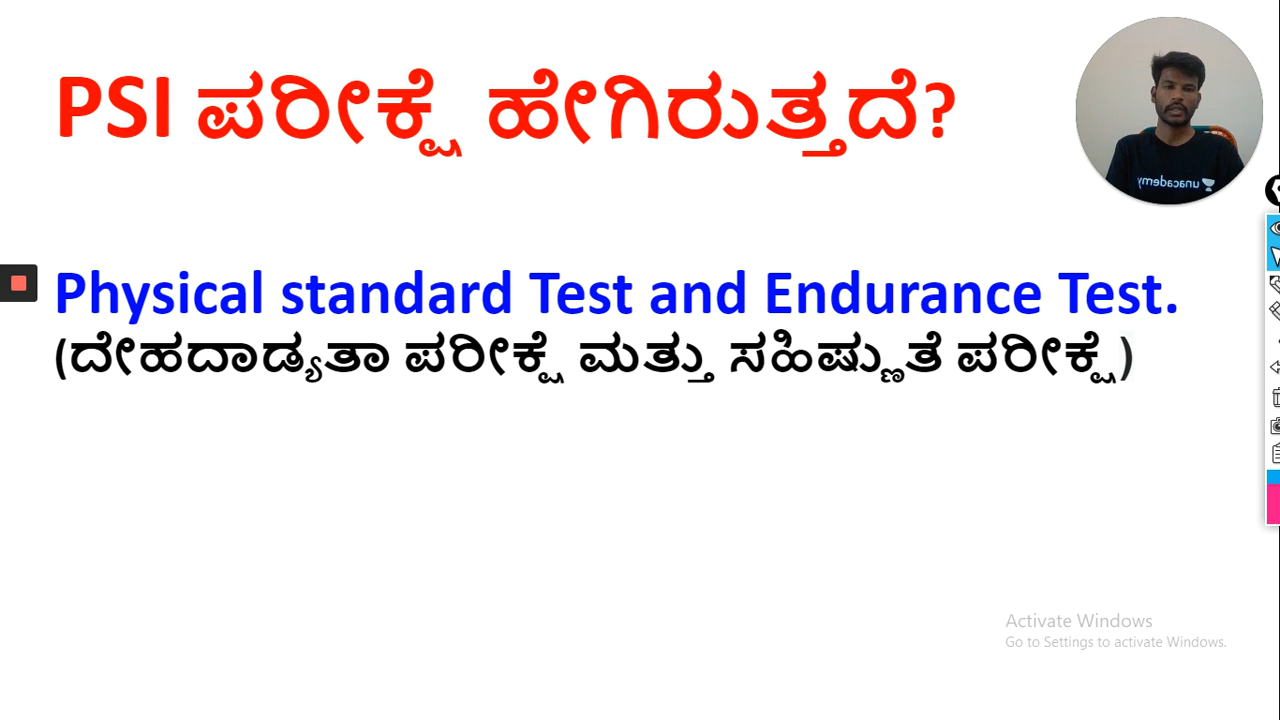 PSI ಪರೀಕ್ಷೆ ಹೇಗಿರುತ್ತದೆ?
unacademy
Physical standard Test and Endurance Test.
(ದೇಹದಾಡ್ಯತಾ ಪರೀಕ್ಷೆ ಮತ್ತು ಸಹಿಷ್ಣುತೆ ಪರೀಕ್ಷೆ)
Activate Windows
Go to Settings to activate Windows.